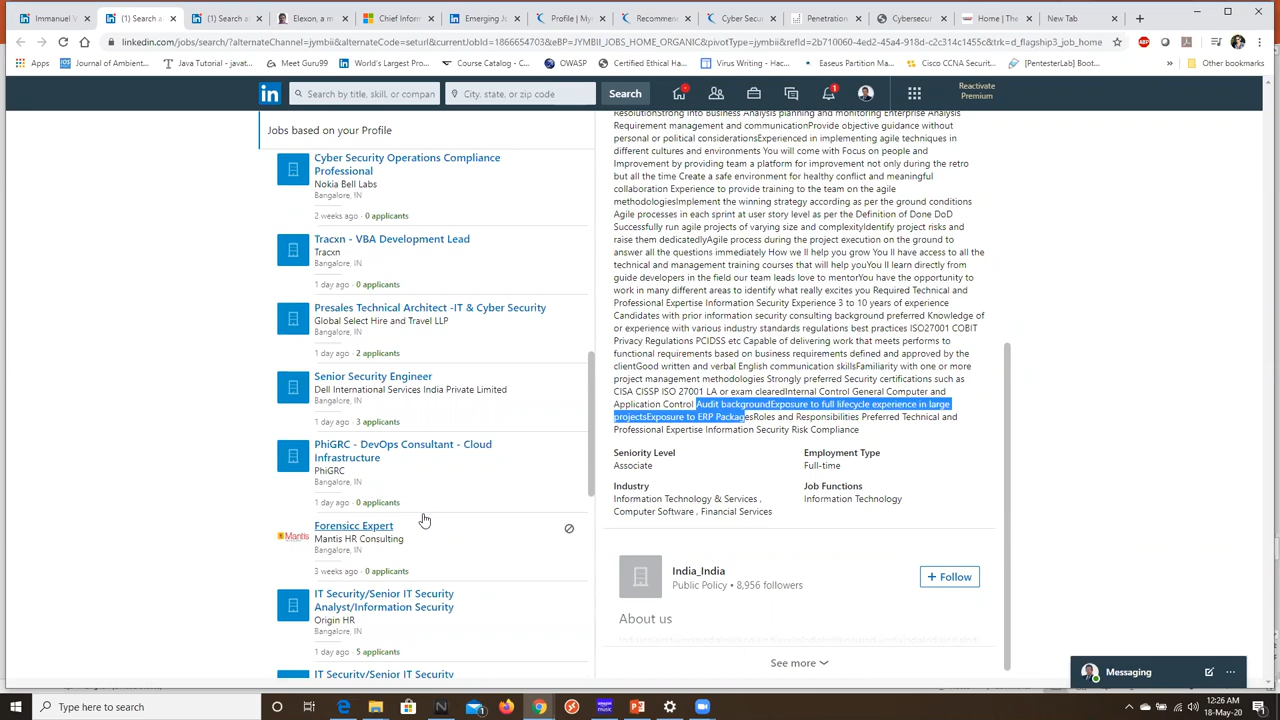 Immanuel V
(1) Search a
(1) Search a
Elexon, a m
Chief Inform
Emerging Jo
Profile | My
Recommend
Cyber Secur
Penetration
Cybersecur
Home | The
New Tab
linkedin.com/jobs/search/?alternateChannel=jymbii&alternateCode=seturl&currentJobId=1866654703&eBP=JYMBII_JOBS_HOME_ORGANIC&pivotType=jymbii&refId=2b710060-4ed2-45a4-918d-c2c314c1455c&trk=d_flagship3_job_home
Apps
Journal of Ambient...
Java Tutorial - javat...
Meet Guru99
World's Largest Pro...
Course Catalog - C...
OWASP
Certified Ethical Ha...
Virus Writing - Hac...
Easeus Partition Ma...
Cisco CCNA Securi...
[PentesterLab] Boot...
»
Other bookmarks
Search by title, skill, or compan
City, state, or zip code
Search
1
Reactivate
Premium
Jobs based on your Profile
Cyber Security Operations Compliance
Professional
Nokia Bell Labs
Bangalore, IN
2 weeks ago · 0 applicants
Tracxn - VBA Development Lead
Tracxn
Bangalore, IN
1 day ago · 0 applicants
Presales Technical Architect -IT & Cyber Security
Global Select Hire and Travel LLP
Bangalore, IN
1 day ago · 2 applicants
Senior Security Engineer
Dell International Services India Private Limited
Bangalore, IN
1 day ago · 3 applicants
PhiGRC - DevOps Consultant - Cloud
Infrastructure
PhiGRC
Bangalore, IN
1 day ago · 0 applicants
Forensicc Expert
Mantis
Mantis HR Consulting
Bangalore, IN
3 weeks ago · 0 applicants
IT Security/Senior IT Security
Analyst/Information Security
Origin HR
Bangalore, IN
1 day ago · 5 applicants
IT Security/Senior IT Security
ResolutionStrong into Business Analysis planning and monitoring Enterprise Analysis
Requirement management and communicationProvide objective guidance without
personal or political considerationsExperienced in implementing agile techniques in
different cultures and environments You will come with Focus on people and
Improvement by providing team a platform for improvement not only during the retro
but all the time Create a safe environment for healthy conflict and meaningful
collaboration Experience to provide training to the team on the agile
methodologiesImplement the winning strategy according as per the ground conditions
Agile processes in each sprint at user story level as per the Definition of Done DoD
Successfully run agile projects of varying size and complexityIdentify project risks and
raise them dedicatedlyAgile process during the project execution on the ground to
answer all the questions immediately How we ll help you grow You ll have access to all the
technical and management training courses that will help youYou ll learn directly from
guide developers in the field our team leads love to mentorYou have the opportunity to
work in many different areas to identify what really excites you Required Technical and
Professional Expertise Information Security Experience 3 to 10 years of experience
Candidates with prior information security consulting background preferred Knowledge of
or experience with various industry standards regulations best practices ISO27001 COBIT
Privacy Regulations PCIDSS etc Capable of delivering work that meets performs to
functional requirements based on business requirements defined and approved by the
clientGood written and verbal English communication skillsFamiliarity with one or more
project management methodologies Strongly preferred Security certifications such as
CISA CISSP ISO 27001 LA or exam clearedInternal Control General Computer and
Application Control Audit backgroundExposure to full lifecycle experience in large
projectsExposure to ERP PackagesRoles and Responsibilities Preferred Technical and
Professional Expertise Information Security Risk Compliance
Seniority Level
Associate
Employment Type
Full-time
Industry
Information Technology & Services ,
Computer Software , Financial Services
Job Functions
Information Technology
India_India
Public Policy • 8,956 followers
+ Follow
About us
See more
Messaging
Type here to search
12:26 AM
18-May-20